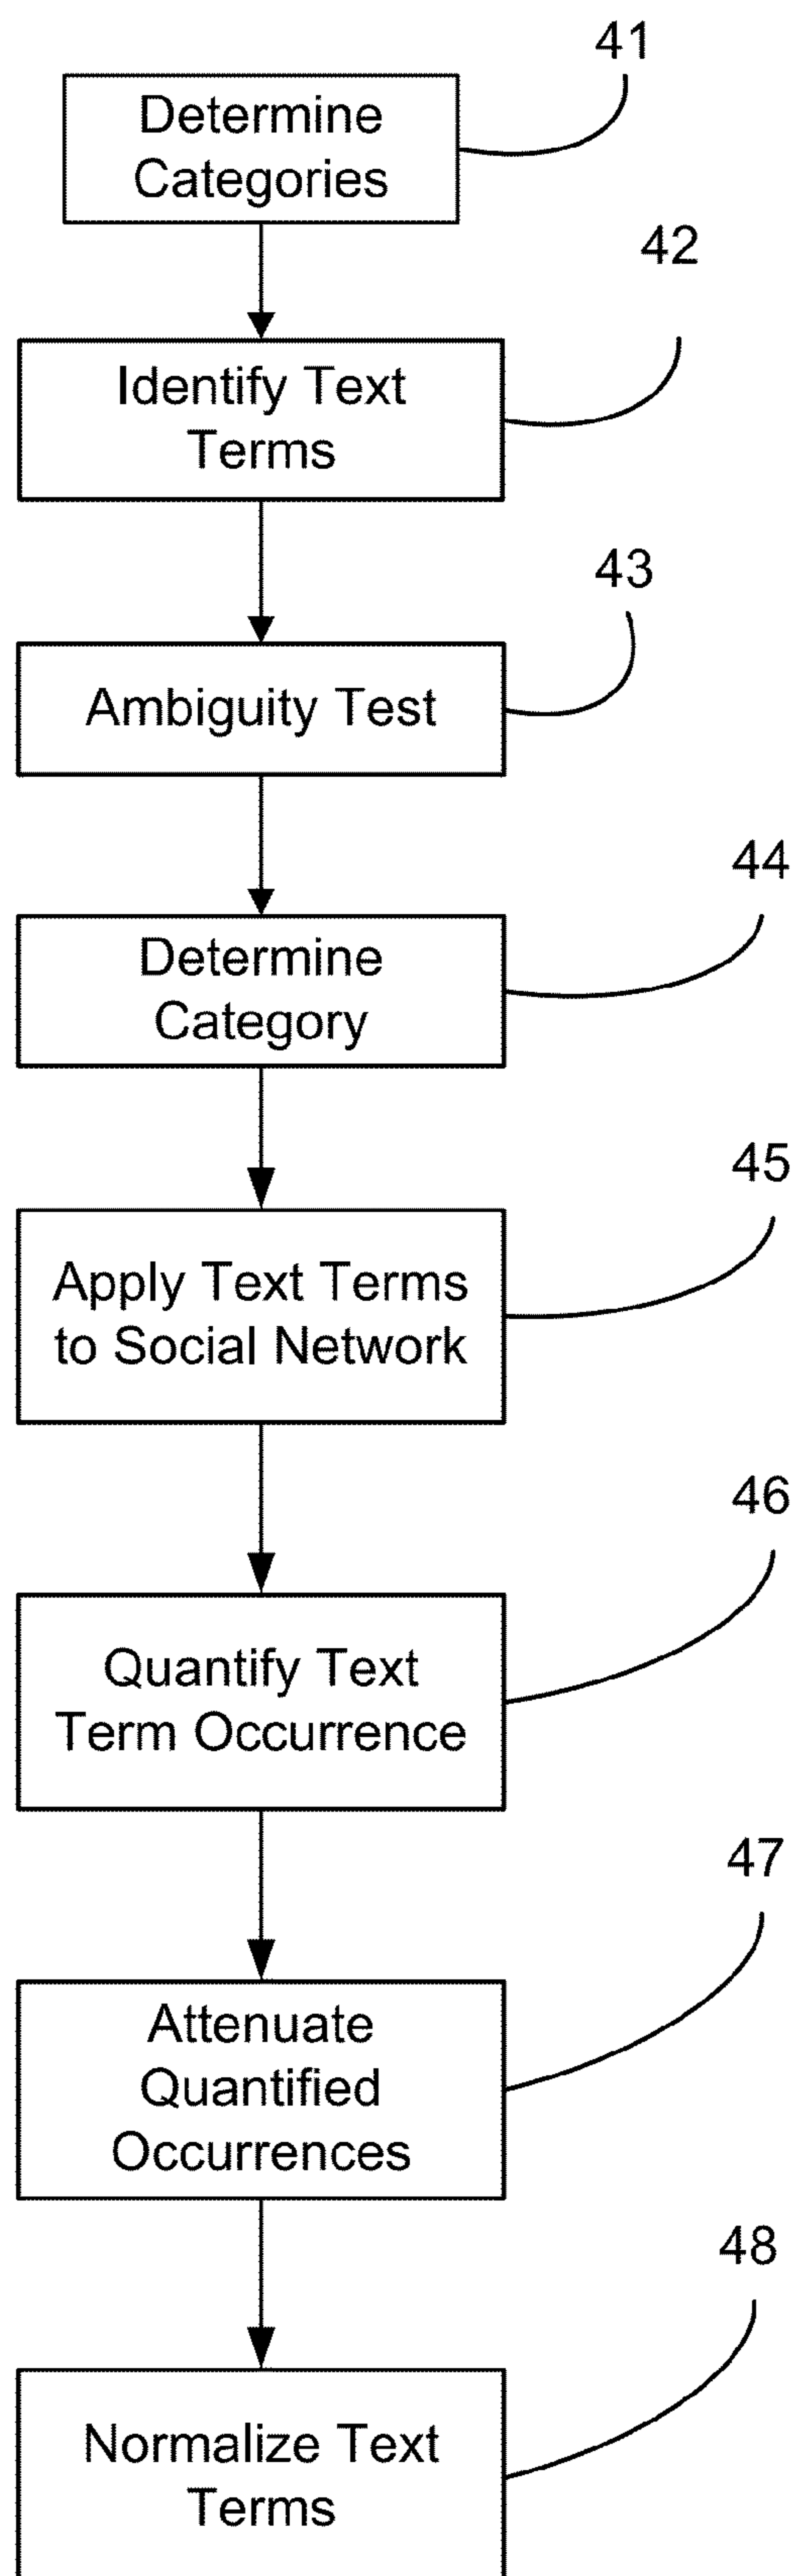 41
Determine
Categories
42
Identify Text
Terms
43
Ambiguity Test
44
Determine
Category
45
Apply Text Terms
to Social Network
46
Quantify Text
Term Occurrence
47
Attenuate
Quantified
Occurrences
48
Normalize Text
Terms